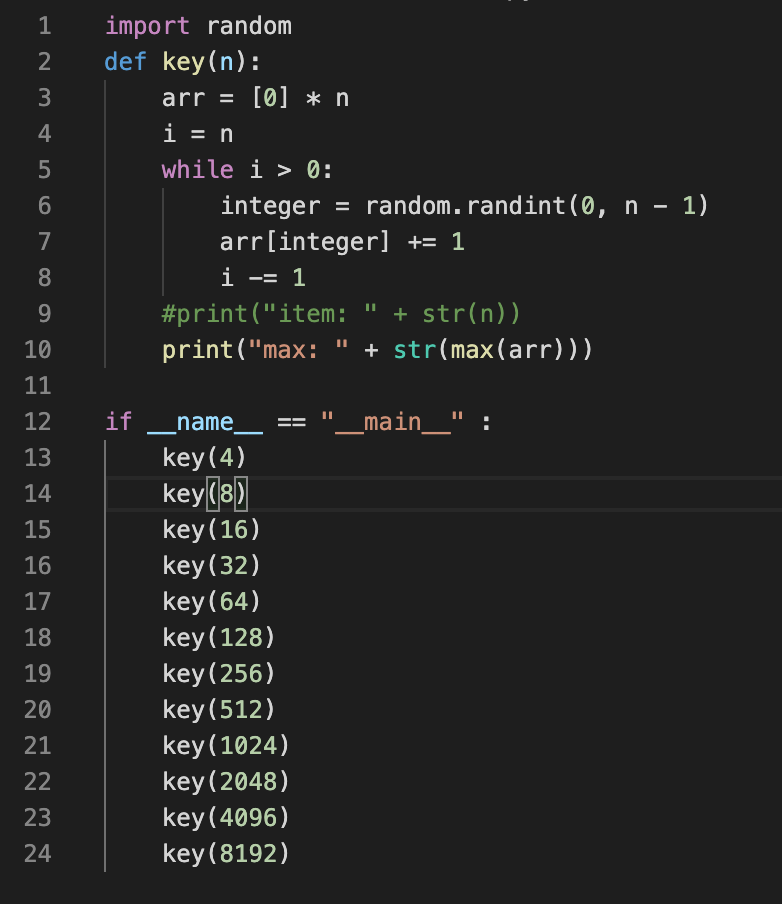 1 import random
2 def key(n):
3     arr = [0] * n
4     i = n
5     while i > 0:
6         integer = random.randint(0, n - 1)
7         arr[integer] += 1
8         i -= 1
9     #print("item: " + str(n))
10     print("max: " + str(max(arr)))
11
12 if __name__ == "__main__" :
13     key(4)
14     key(8)
15     key(16)
16     key(32)
17     key(64)
18     key(128)
19     key(256)
20     key(512)
21     key(1024)
22     key(2048)
23     key(4096)
24     key(8192)